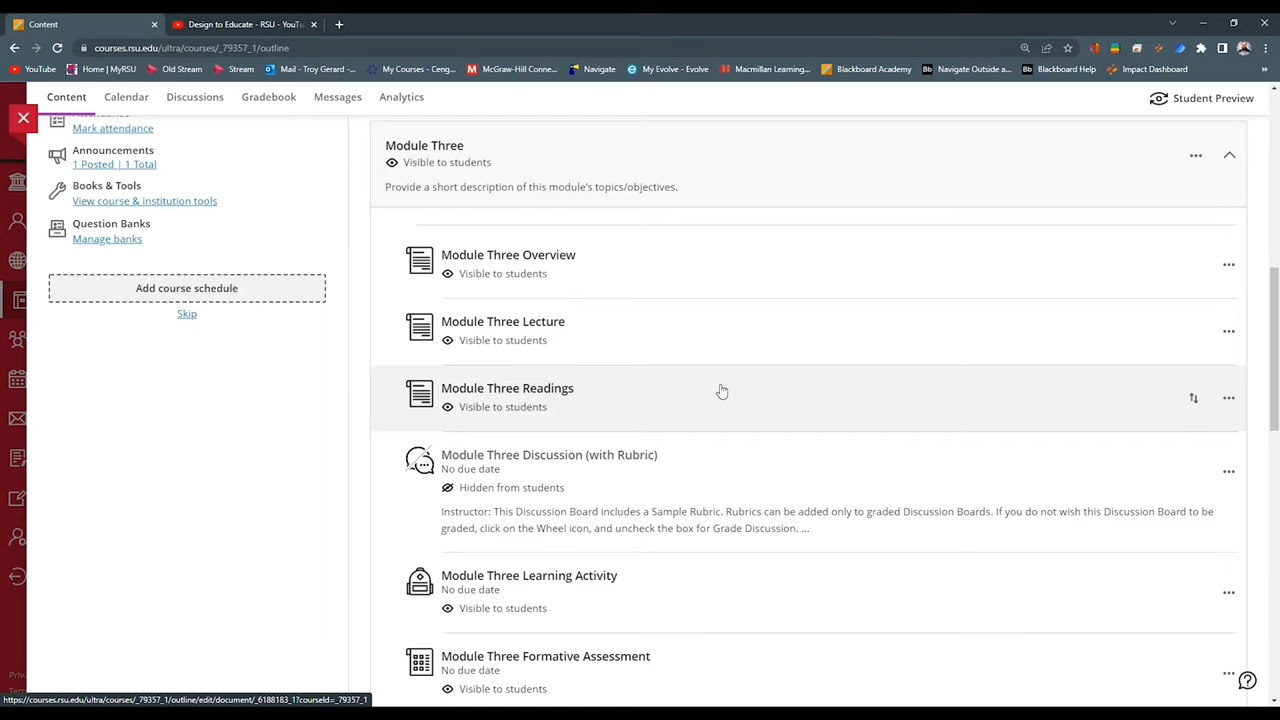 Content
Design to Educate - RSU - YouTu
courses.rsu.edu/ultra/courses/_79357_1/outline
YouTube
Home | MyRSU
Old Stream
Stream
Mail - Troy Gerard -...
My Courses - Ceng...
McGraw-Hill Conne...
Navigate
My Evolve - Evolve
Macmillan Learning...
Blackboard Academy
Bb Navigate Outside a...
Bb Blackboard Help
Impact Dashboard
Content
Calendar
Discussions
Gradebook
Messages
Analytics
Student Preview
Attendance
Mark attendance
Announcements
1 Posted | 1 Total
Books & Tools
View course & institution tools
Question Banks
Manage banks
Add course schedule
Skip
Module Three
Visible to students
Provide a short description of this module's topics/objectives.
Module Three Overview
Visible to students
Module Three Lecture
Visible to students
Module Three Readings
Visible to students
Module Three Discussion (with Rubric)
No due date
Hidden from students
Instructor: This Discussion Board includes a Sample Rubric. Rubrics can be added only to graded Discussion Boards. If you do not wish this Discussion Board to be
graded, click on the Wheel icon, and uncheck the box for Grade Discussion. ...
Module Three Learning Activity
No due date
Visible to students
Module Three Formative Assessment
No due date
Visible to students
Priva
https://courses.rsu.edu/ultra/courses/_79357_1/outline/edit/document/_6188183_1?courseId=_79357_1